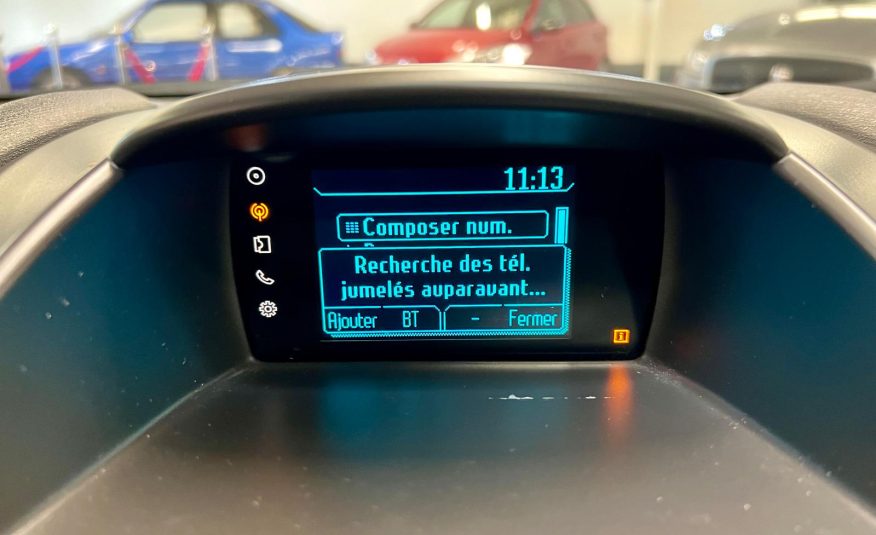 11:13
Composer num.
Recherche des tél.
jumelés auparavant...
Ajouter BT - Fermer